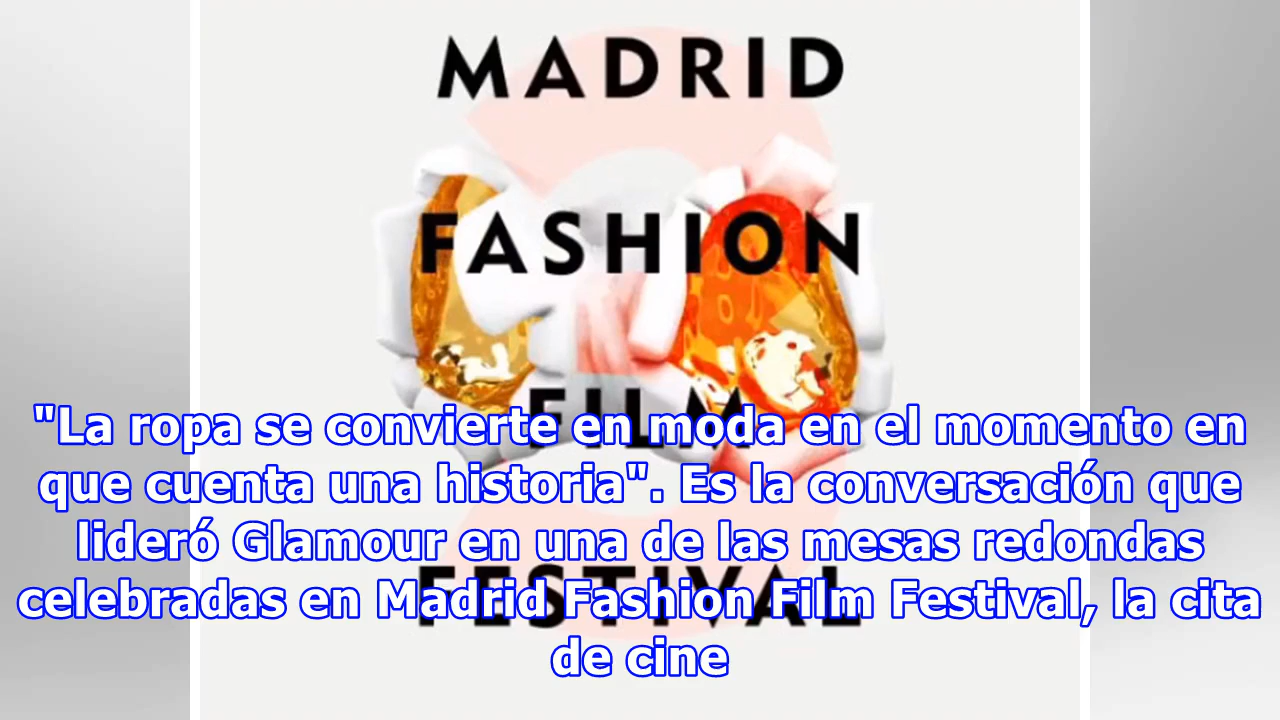 MADRID
FASHION
FILM
"La ropa se convierte en moda en el momento en
que cuenta una historia". Es la conversación que
lideró Glamour en una de las mesas redondas
FESTIVAL
celebradas en Madrid Fashion Film Festival, la cita
de cine